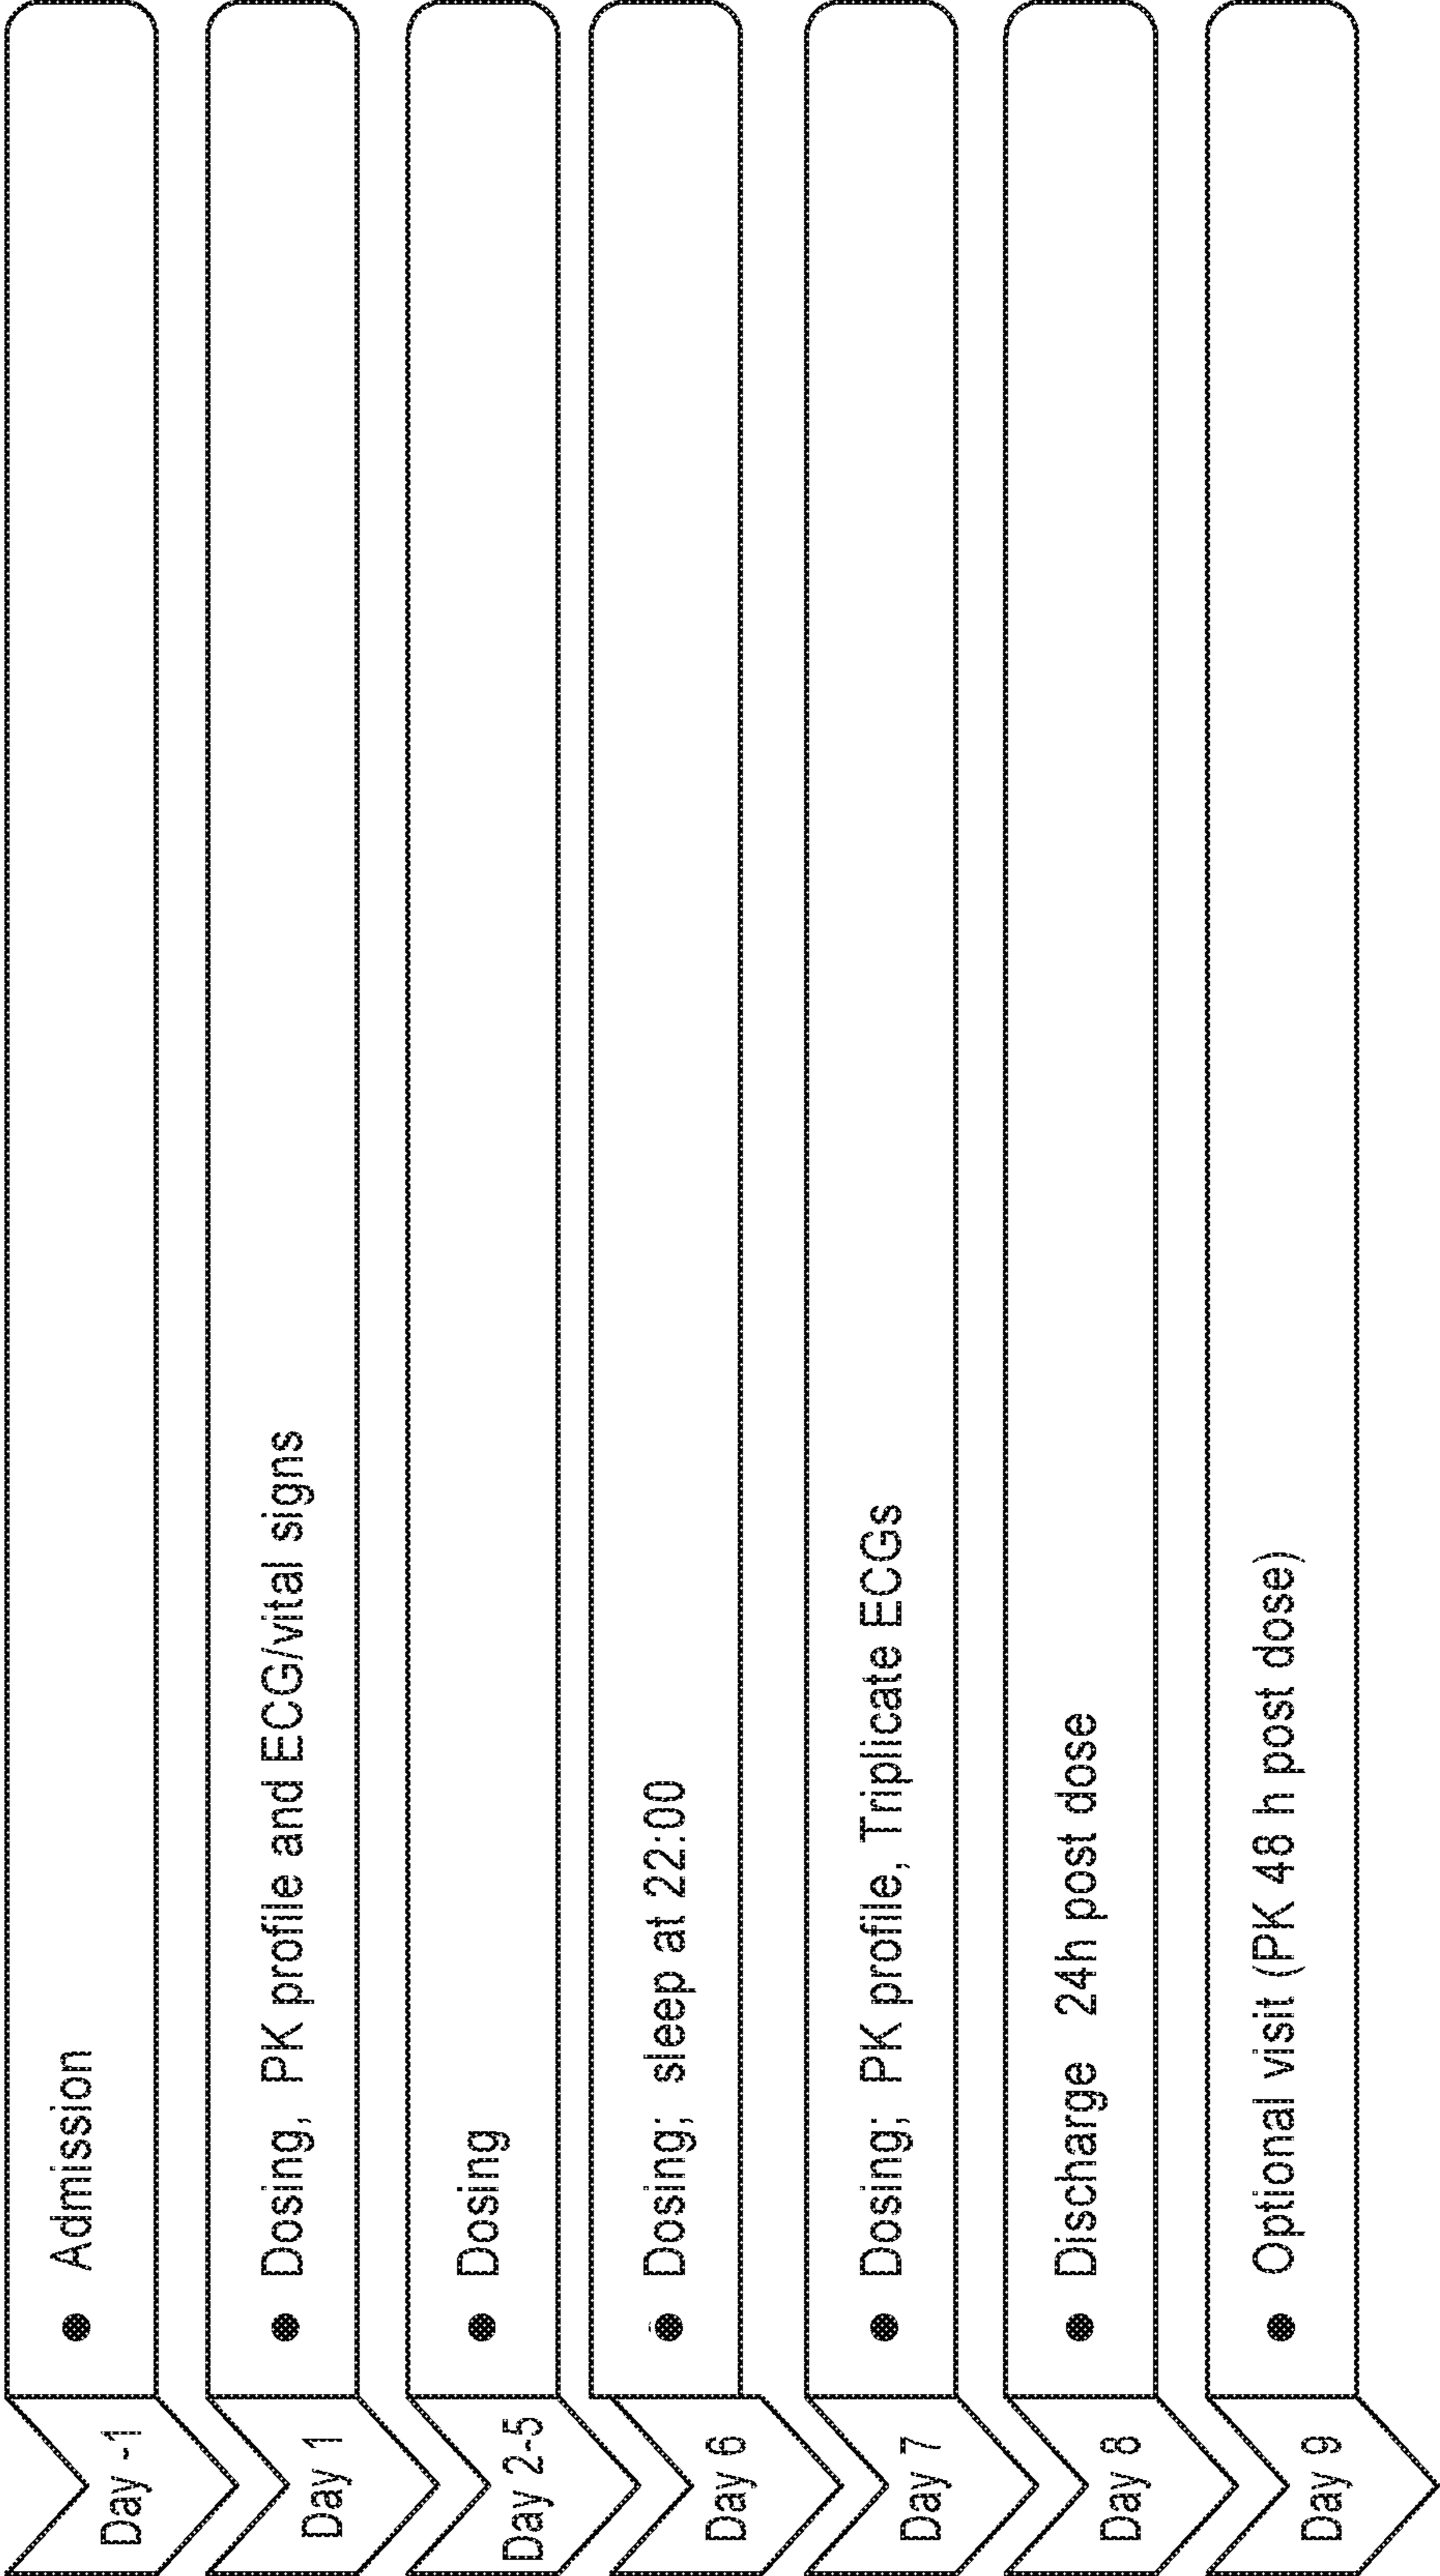 Day -1
Admission
Day 1
Dosing, PK profile and ECG/vital signs
Day 2-5
Dosing
Day 6
Dosing; sleep at 22:00
Day 7
Dosing; PK profile, Triplicate ECGs
Day 8
Discharge 24h post dose
Day 9
Optional visit (PK 48 h post dose)